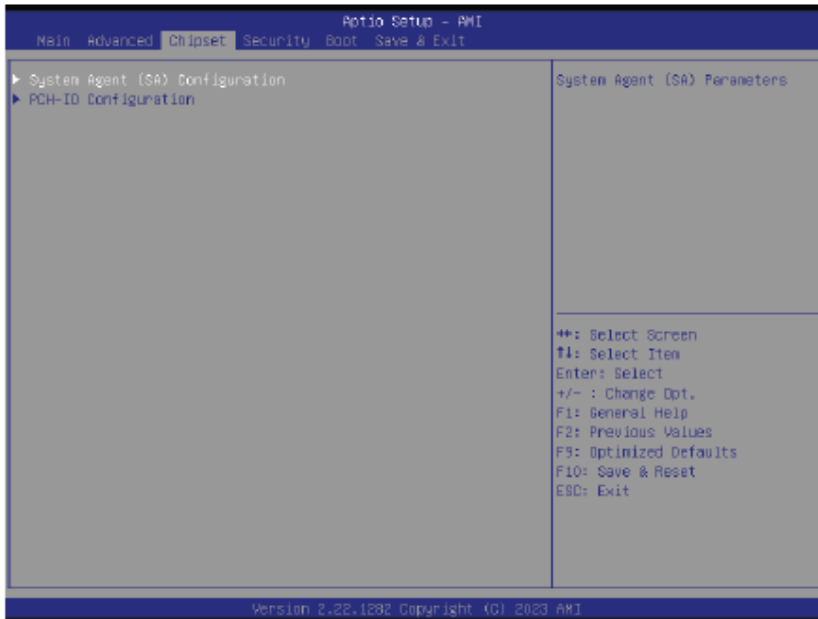 Aptio Setup - AMI
Main Advanced Chipset Security Boot Save & Exit
▶ System Agent (SA) Configuration
▶ PCH-IO Configuration
System Agent (SA) Parameters
↔: Select Screen
↑↓: Select Item
Enter: Select
+/- : Change Opt.
F1: General Help
F2: Previous Values
F9: Optimized Defaults
F10: Save & Reset
ESC: Exit
Version 2.22.1282 Copyright (C) 2023 AMI